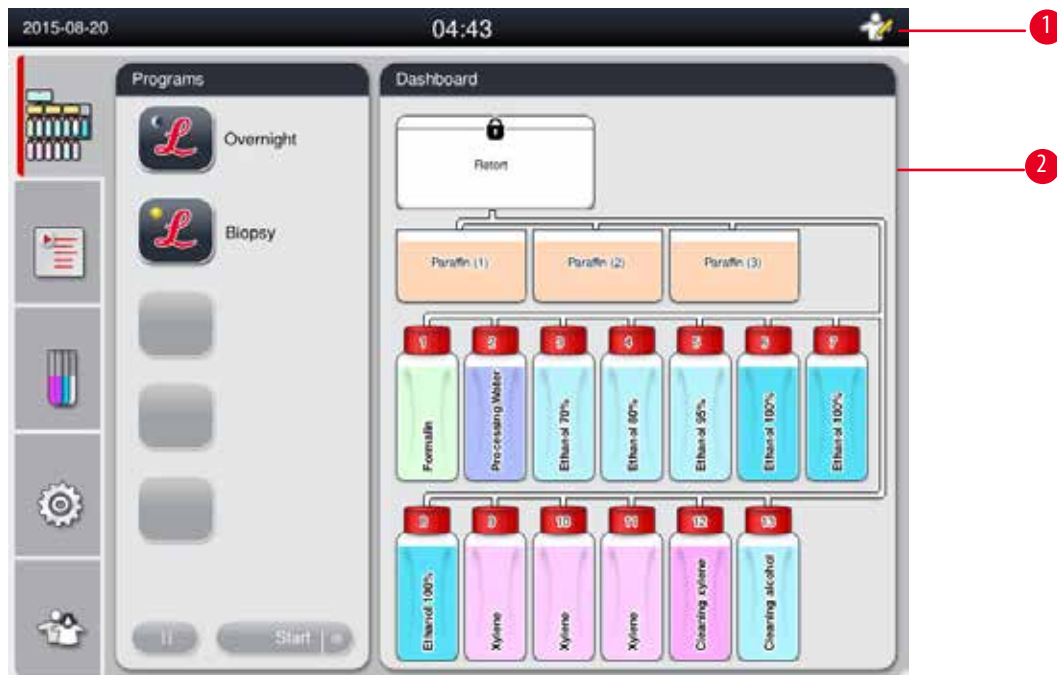 2015-08-20
04:43
1
Programs
Overnight
Biopsy
Start
Dashboard
2
Retort
Paraffin (1)
Paraffin (2)
Paraffin (3)
1
2
3
4
5
6
7
Formalin
Processing Water
Ethanol 70%
Ethanol 80%
Ethanol 95%
Ethanol 100%
Ethanol 100%
8
9
10
11
12
13
Ethanol 100%
Xylene
Xylene
Xylene
Cleaning xylene
Cleaning alcohol